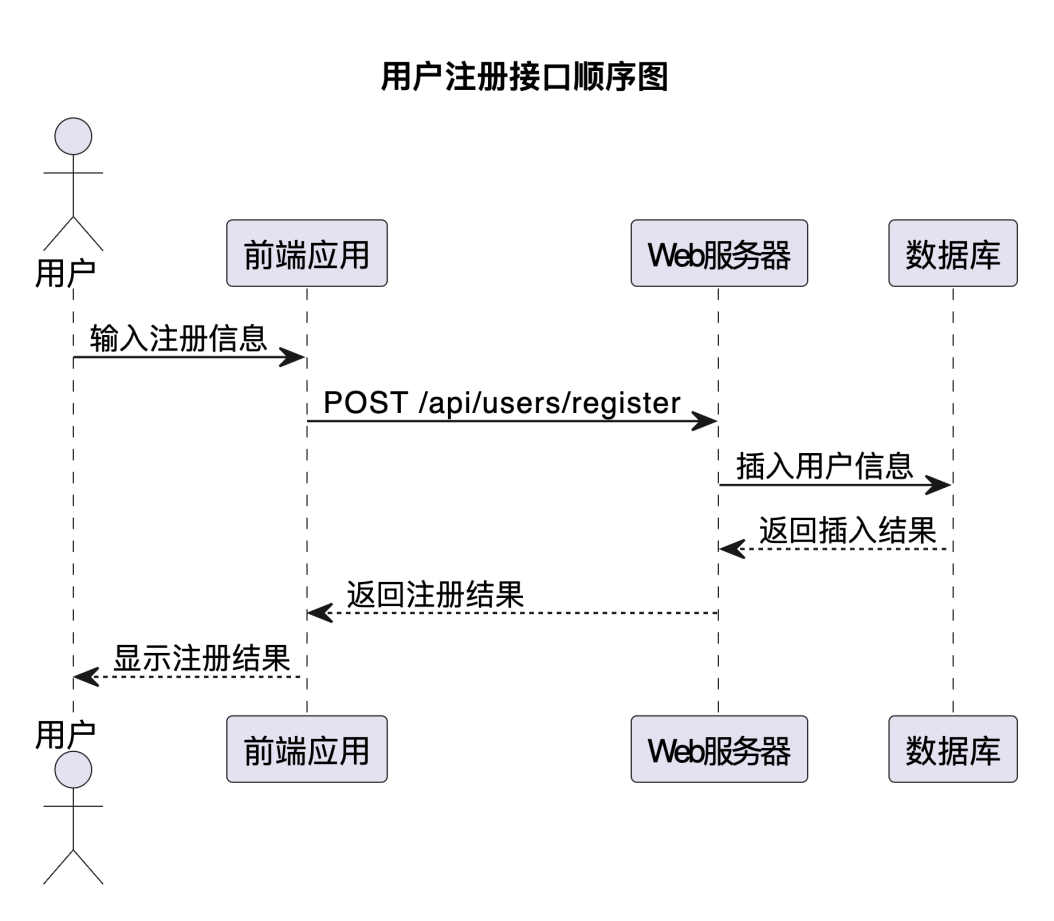 用户注册接口顺序图
用户
前端应用
Web服务器
数据库
输入注册信息
POST /api/users/register
插入用户信息
返回插入结果
返回注册结果
显示注册结果
用户
前端应用
Web服务器
数据库